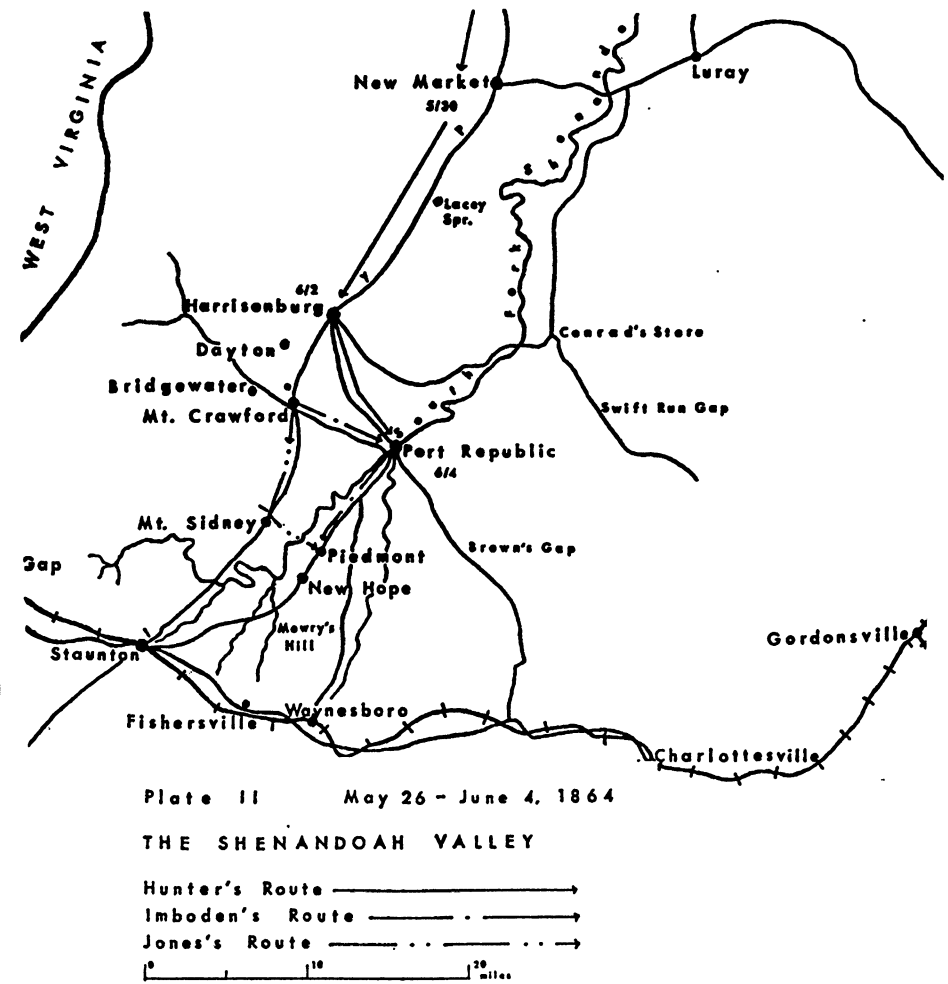 WEST VIRGINIA
New Market
5/30
Luray
P
Lacey
Spr.
Y
S. Fork Shenando
6/2
Harrisonburg
Dayton
Bridgewater
Mt. Crawford
Conrad's Store
Swift Run Gap
Port Republic
6/4
Mt. Sidney
Piedmont
New Hope
Brown's Gap
Gap
Mowry's
Hill
Staunton
Gordonsville
Fishersville
Waynesboro
Charlottesville
Plate II May 26 - June 4, 1864
THE SHENANDOAH VALLEY
Hunter's Route
Imboden's Route
Jones's Route
0 10 20
miles